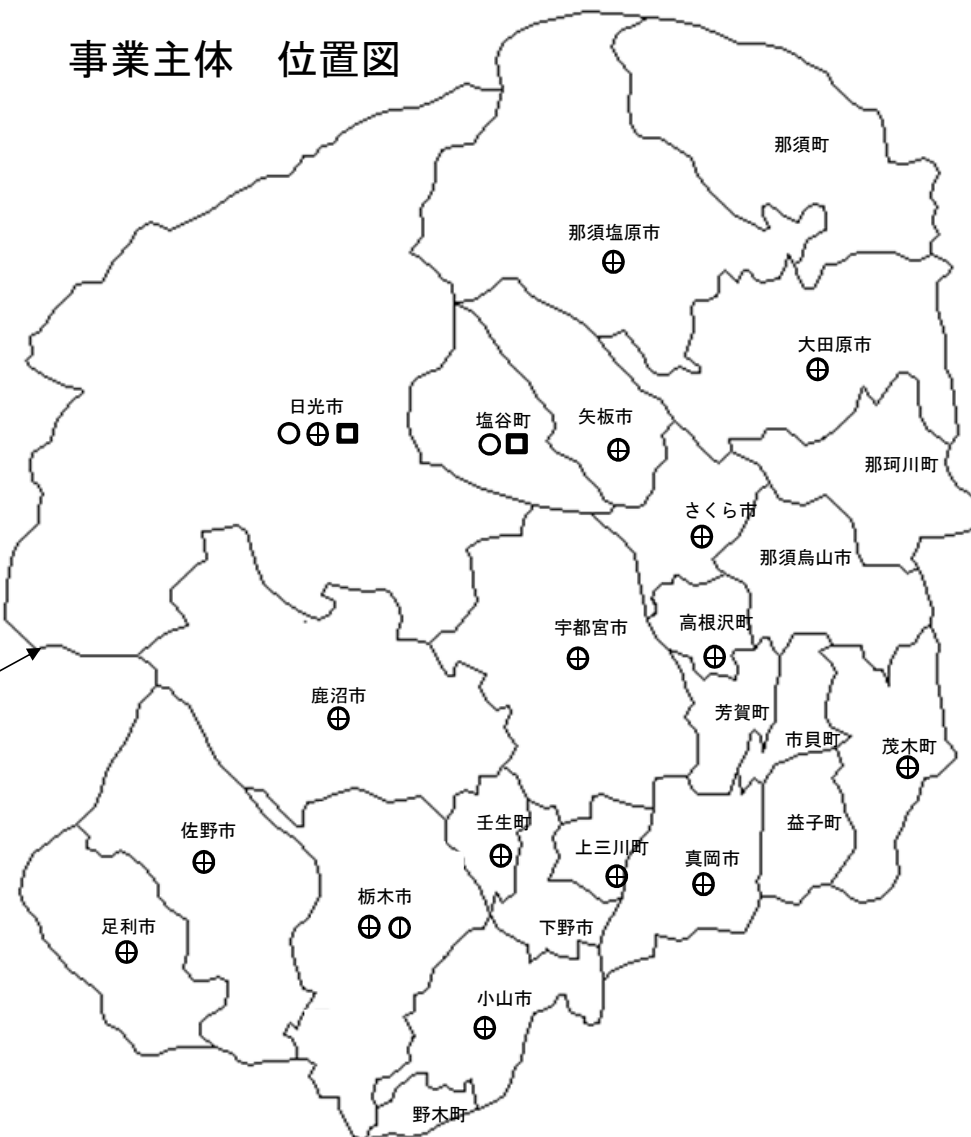 事業主体　位置図
那須町
那須塩原市
大田原市
日光市
塩谷町
矢板市
那珂川町
さくら市
那須烏山市
宇都宮市
高根沢町
鹿沼市
芳賀町
市貝町
茂木町
佐野市
壬生町
上三川町
益子町
真岡市
栃木市
足利市
下野市
小山市
野木町